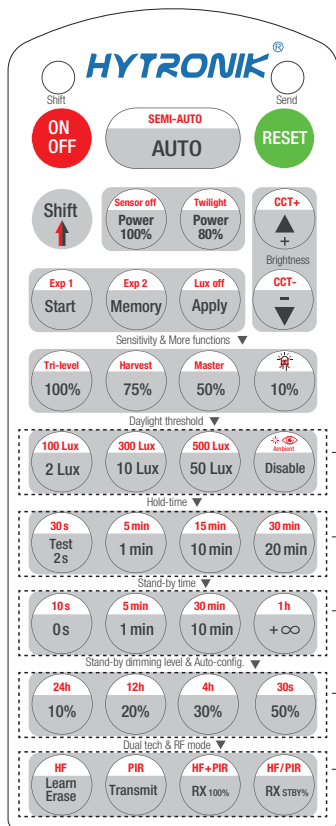 HYTRONIK®
Shift Send
ON
OFF
SEMI-AUTO
AUTO
RESET
Shift
Sensor off
Power
100%
Twilight
Power
80%
CCT+
+
Brightness
CCT-
-
Exp 1
Start
Exp 2
Memory
Lux off
Apply
Sensitivity & More functions ▼
Tri-level Harvest Master
100% 75% 50% 10%
Daylight threshold ▼
100 Lux 300 Lux 500 Lux Ambient
2 Lux 10 Lux 50 Lux Disable
Hold-time ▼
30 s 5 min 15 min 30 min
Test
2 s
1 min 10 min 20 min
Stand-by time ▼
10 s 5 min 30 min 1h
0 s 1 min 10 min +∞
Stand-by dimming level & Auto-config. ▼
24h 12h 4h 30s
10% 20% 30% 50%
Dual tech & RF mode ▼
HF PIR HF+PIR HF/PIR
Learn
Erase
Transmit RX 100% RX STBY%